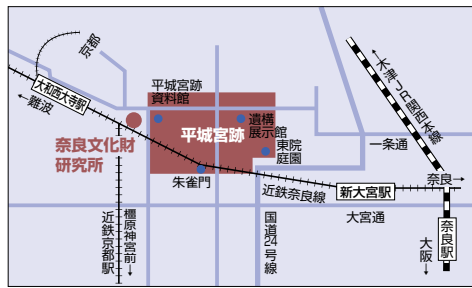 京都
大和西大寺駅
←難波
平城宮跡
資料館
遺構
展示館
平城宮跡
東院
庭園
奈良文化財
研究所
朱雀門
←木津JR関西本線
一条通
奈良→
近鉄奈良線
新大宮駅
大宮通
国道24号線
橿原神宮前→
近鉄京都駅
奈良駅
大阪→